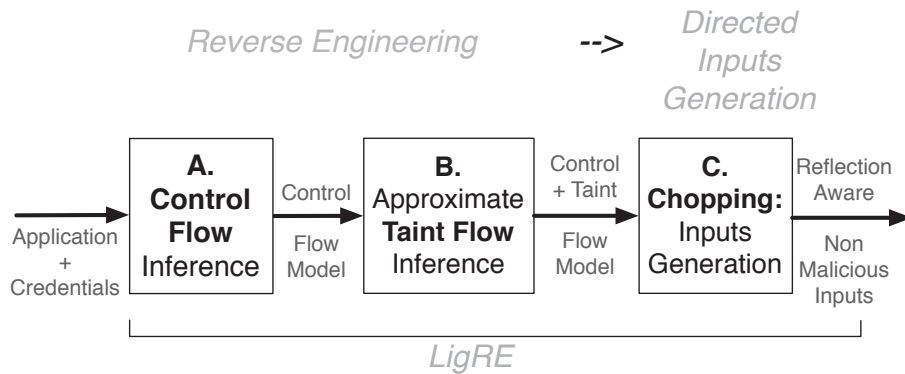 Reverse Engineering --> Directed
Inputs
Generation
A.
Control
Flow
Inference
B.
Approximate
Taint Flow
Inference
C.
Chopping:
Inputs
Generation
Application
+
Credentials
Control
Flow
Model
Control
+ Taint
Flow
Model
Reflection
Aware
Non
Malicious
Inputs
LigRE